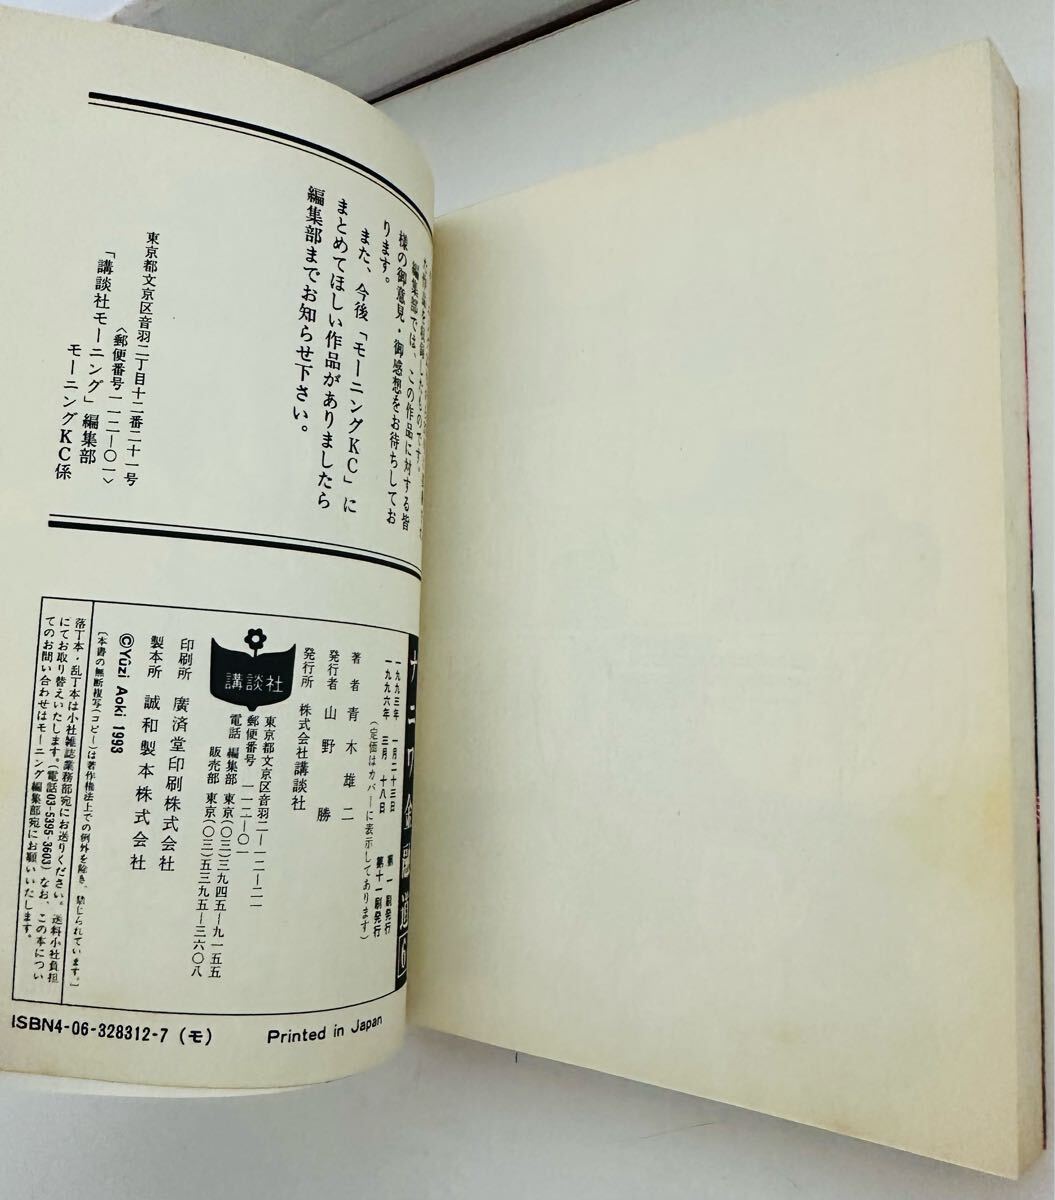 編集部では、この作品に対する皆
様の御意見・御感想をお待ちしてお
ります。
また、今後「モーニングKC」に
まとめてほしい作品がありましたら
編集部までお知らせ下さい。
東京都文京区音羽二丁目十二番二十一号
〈郵便番号一一二―〇一〉
「講談社モーニング」編集部
モーニングKC係
ナニワ金融道 6
一九九三年 一月二十三日 第一刷発行
一九九六年 三月 十八日 第十一刷発行
(定価はカバーに表示してあります)
著者 青木雄二
発行者 山野勝
発行所 株式会社講談社
東京都文京区音羽二―一二―二一
郵便番号 一一二―〇一
電話 編集部 東京(〇三)三九四五―九一五五
販売部 東京(〇三)五三九五―三六〇八
講談社
印刷所 廣済堂印刷株式会社
製本所 誠和製本株式会社
©Yūzi Aoki 1993
〔本書の無断複写(コピー)は著作権法上での例外を除き、禁じられています。〕
落丁本・乱丁本は小社雑誌業務部宛にお送りください。送料小社負担
にてお取り替えいたします。(電話03-5395-3603)なお、この本につい
てのお問い合わせはモーニング編集部宛にお願いいたします。
ISBN4-06-328312-7 (モ)
Printed in Japan